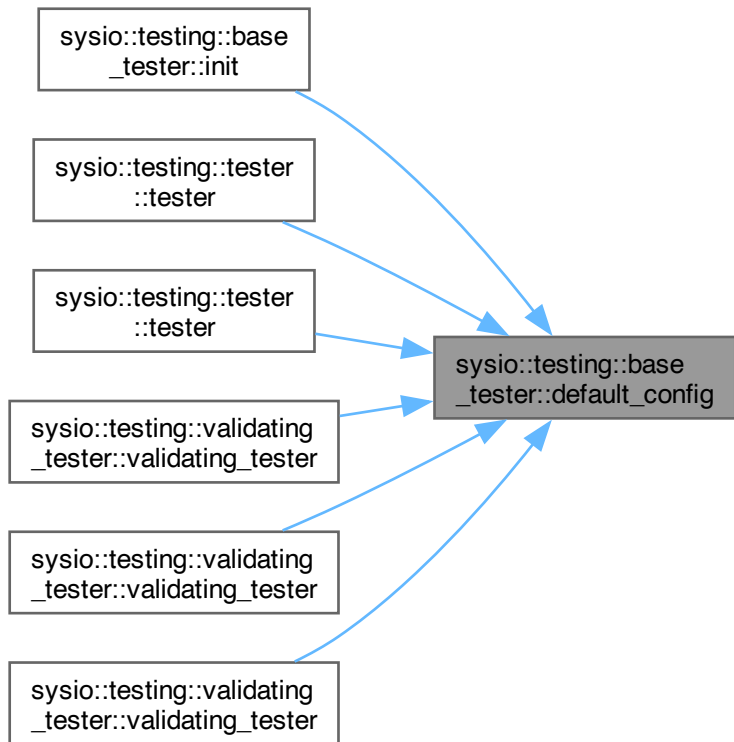 sysio::testing::base
_tester::init
sysio::testing::tester
::tester
sysio::testing::tester
::tester
sysio::testing::base
_tester::default_config
sysio::testing::validating
_tester::validating_tester
sysio::testing::validating
_tester::validating_tester
sysio::testing::validating
_tester::validating_tester